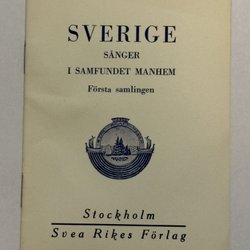 SVERIGE
SÅNGER
I SAMFUNDET MANHEM
Första samlingen
Stockholm
Svea Rikes Förlag